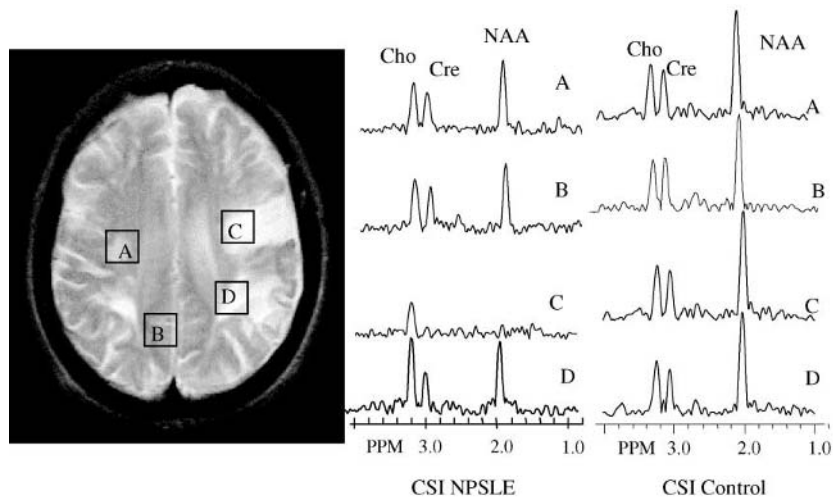 A
B
C
D
Cho
Cre
NAA
A
B
C
D
PPM 3.0 2.0 1.0
CSI NPSLE
Cho
Cre
NAA
A
B
C
D
PPM 3.0 2.0 1.0
CSI Control